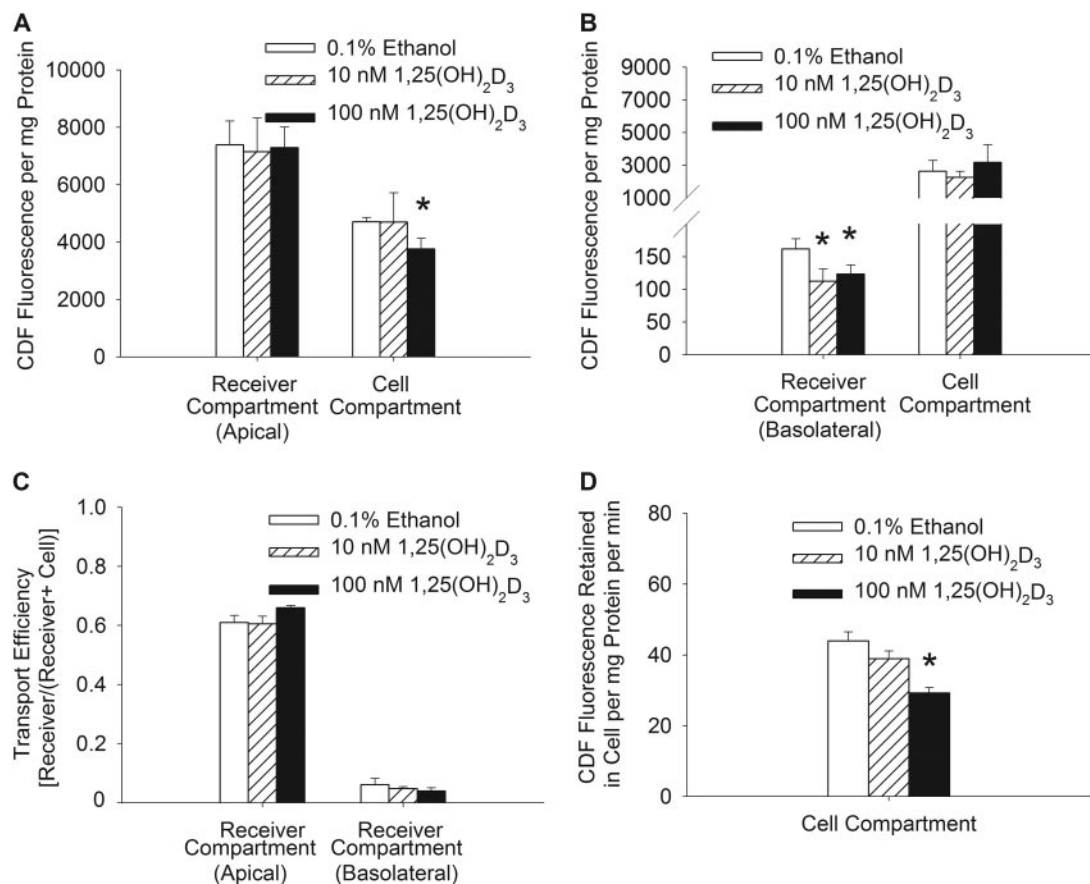 A
CDF Fluorescence per mg Protein
10000
8000
6000
4000
2000
0
0.1% Ethanol
10 nM 1,25(OH)₂D₃
100 nM 1,25(OH)₂D₃
*
Receiver
Compartment
(Apical)
Cell
Compartment
B
CDF Fluorescence per mg Protein
9000
7000
5000
3000
1000
150
100
50
0
0.1% Ethanol
10 nM 1,25(OH)₂D₃
100 nM 1,25(OH)₂D₃
* *
Receiver
Compartment
(Basolateral)
Cell
Compartment
C
Transport Efficiency
[Receiver/(Receiver+ Cell)]
1.0
0.8
0.6
0.4
0.2
0
0.1% Ethanol
10 nM 1,25(OH)₂D₃
100 nM 1,25(OH)₂D₃
Receiver
Compartment
(Apical)
Receiver
Compartment
(Basolateral)
D
CDF Fluorescence Retained
in Cell per mg Protein per min
80
60
40
20
0
0.1% Ethanol
10 nM 1,25(OH)₂D₃
100 nM 1,25(OH)₂D₃
*
Cell Compartment